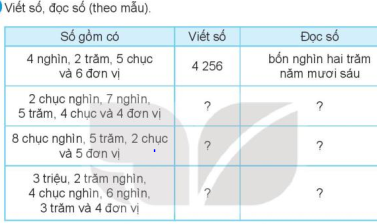 Viết số, đọc số (theo mẫu).
Số gồm có Viết số Đọc số
4 nghìn, 2 trăm, 5 chục và 6 đơn vị 4 256 bốn nghìn hai trăm năm mươi sáu
2 chục nghìn, 7 nghìn, 5 trăm, 4 chục và 4 đơn vị ? ?
8 chục nghìn, 5 trăm, 2 chục và 5 đơn vị ? ?
3 triệu, 2 trăm nghìn, 4 chục nghìn, 6 nghìn, 3 trăm và 4 đơn vị ? ?